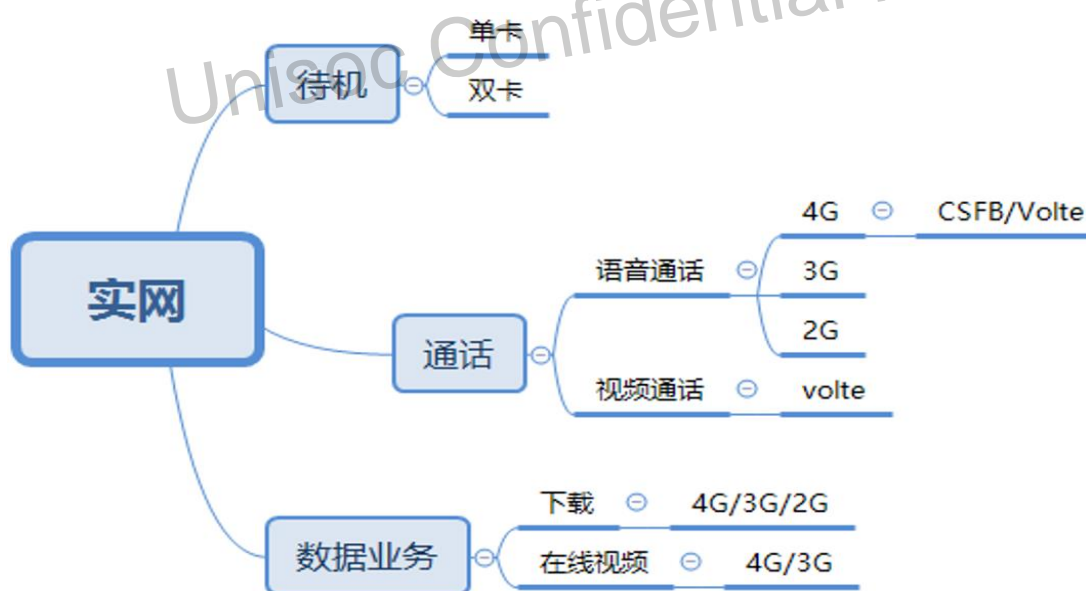 Unisoc Confidential
待机
单卡
双卡
实网
通话
语音通话
4G
CSFB/Volte
3G
2G
视频通话
volte
数据业务
下载
4G/3G/2G
在线视频
4G/3G